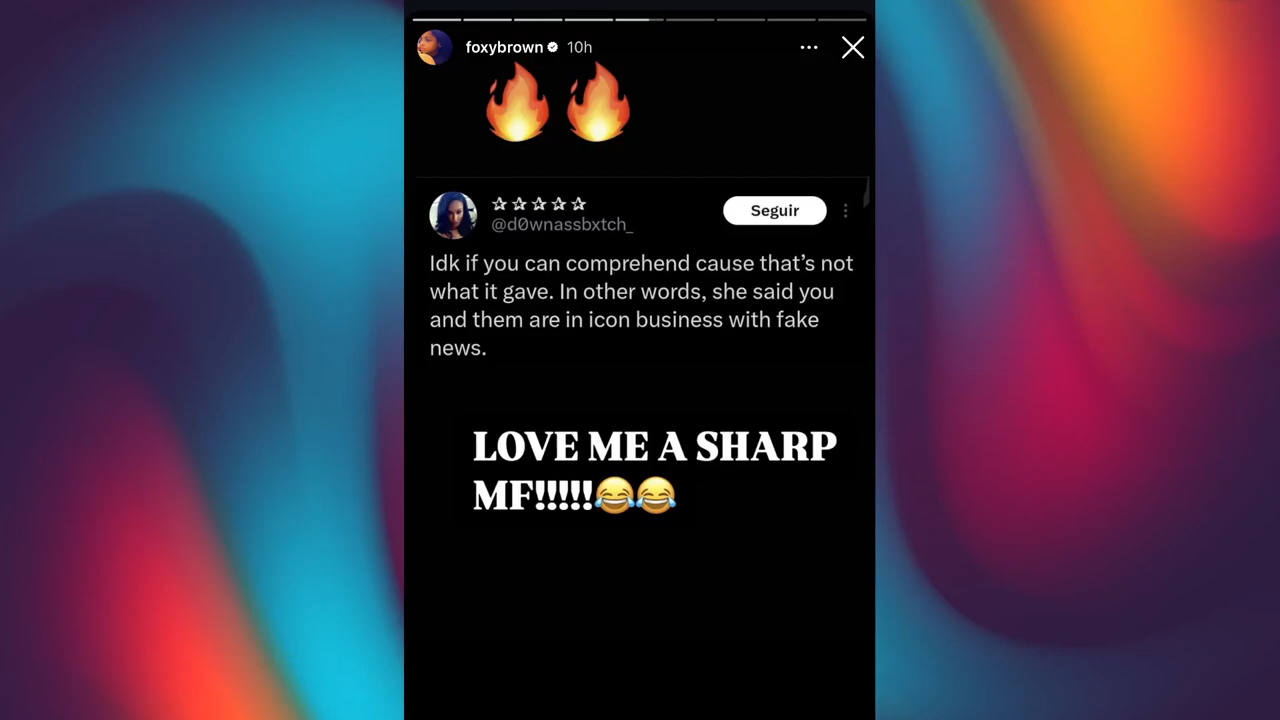 foxybrown 10h
🔥 🔥
☆☆☆☆☆
@d0wnassbxtch_
Seguir
Idk if you can comprehend cause that’s not
what it gave. In other words, she said you
and them are in icon business with fake
news.
LOVE ME A SHARP
MF!!!!!😂😂